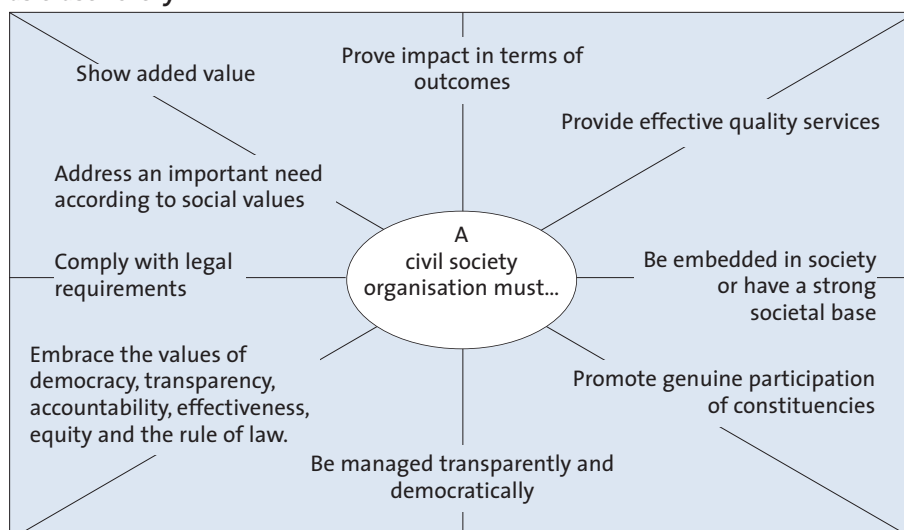 Show added value
Prove impact in terms of
outcomes
Provide effective quality services
Address an important need
according to social values
A
civil society
organisation must...
Comply with legal
requirements
Be embedded in society
or have a strong
societal base
Embrace the values of
democracy, transparency,
accountability, effectiveness,
equity and the rule of law.
Promote genuine participation
of constituencies
Be managed transparently and
democratically